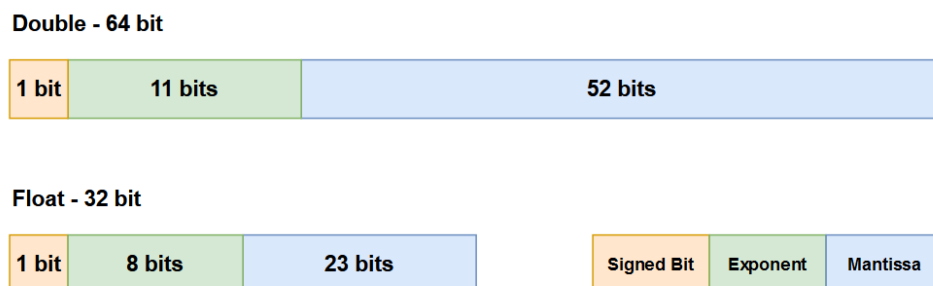 Double - 64 bit
1 bit 11 bits 52 bits
Float - 32 bit
1 bit 8 bits 23 bits
Signed Bit Exponent Mantissa